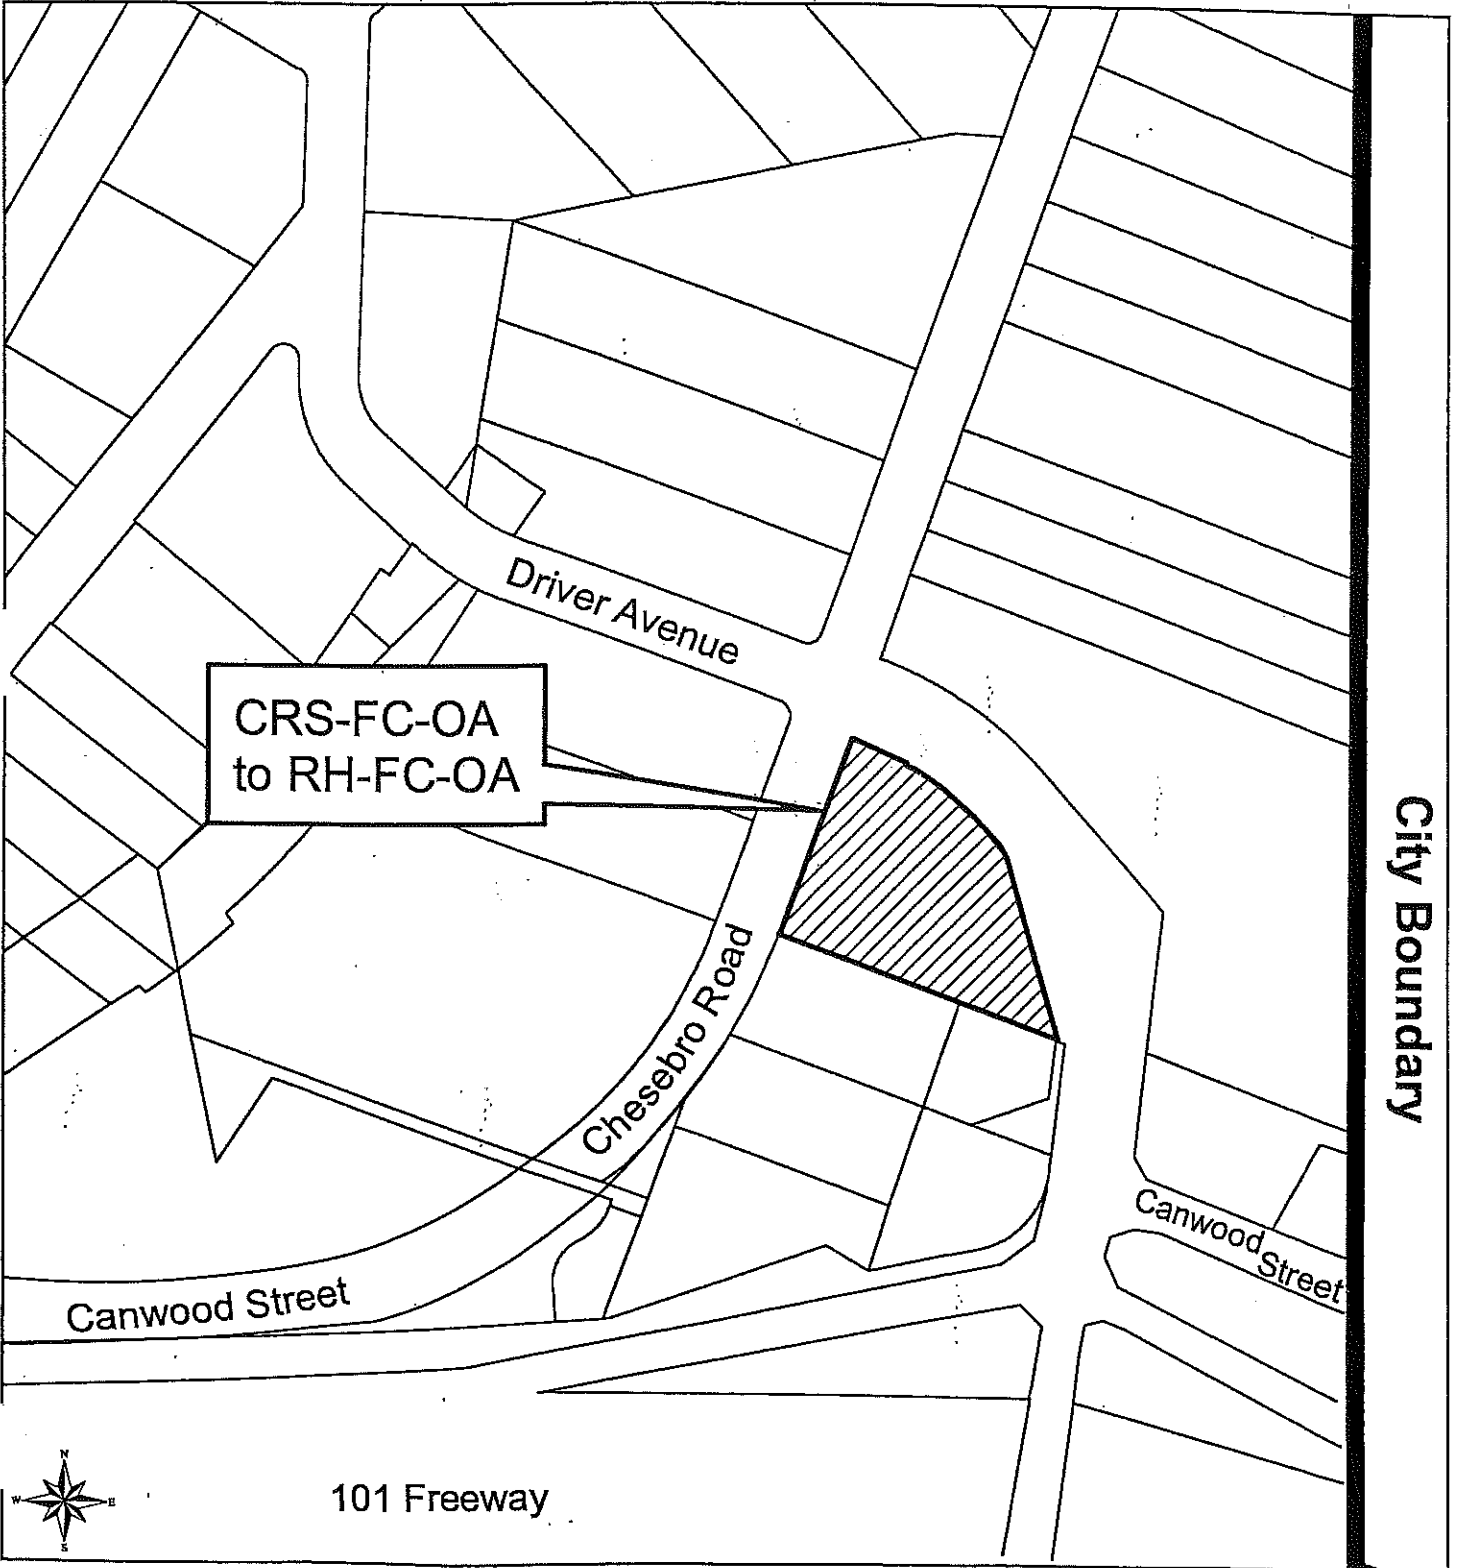 Driver Avenue
CRS-FC-OA
to RH-FC-OA
City Boundary
Chesebro Road
Canwood
Street
Canwood Street
N
W
E
S
101 Freeway